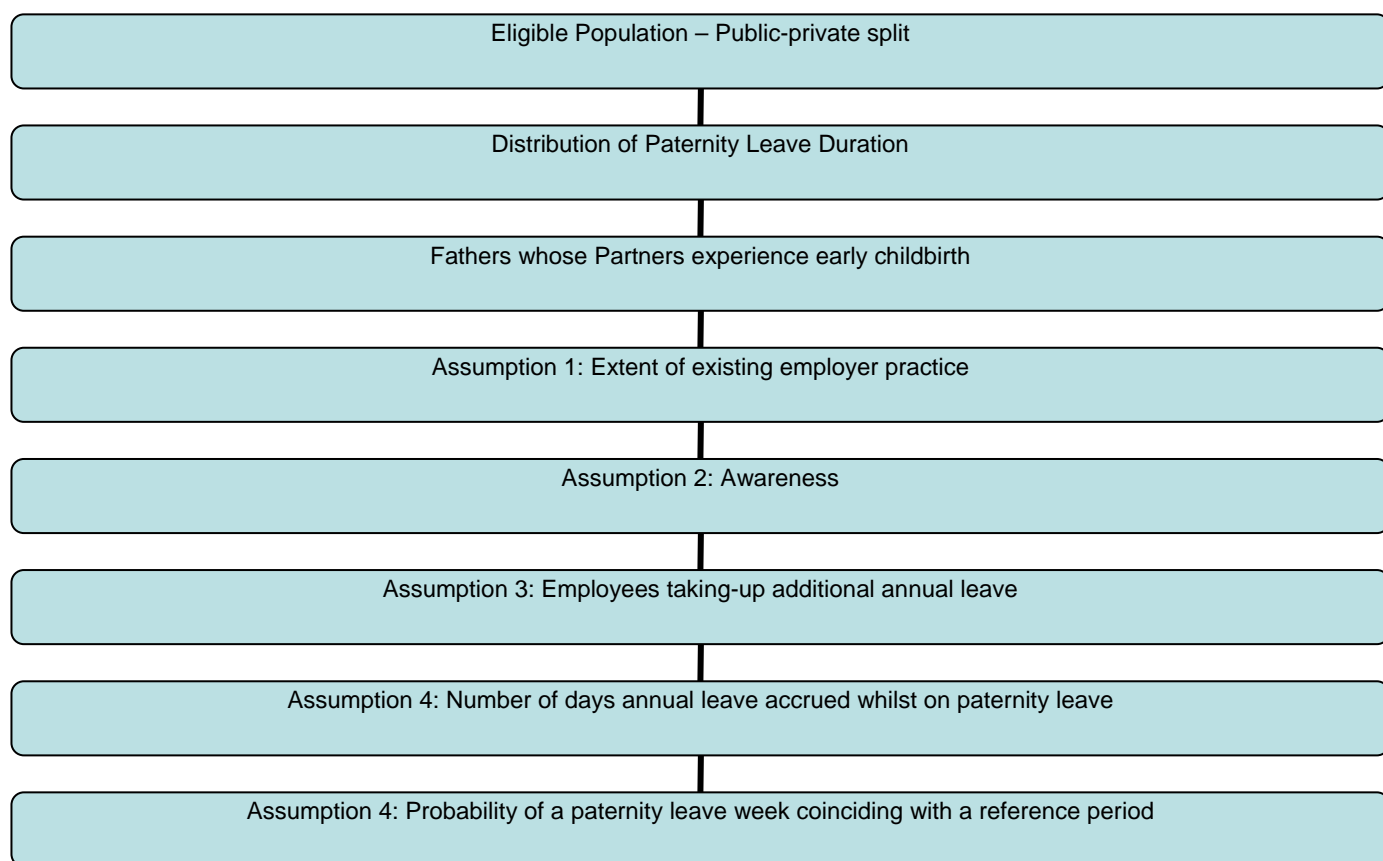 Eligible Population – Public-private split
Distribution of Paternity Leave Duration
Fathers whose Partners experience early childbirth
Assumption 1: Extent of existing employer practice
Assumption 2: Awareness
Assumption 3: Employees taking-up additional annual leave
Assumption 4: Number of days annual leave accrued whilst on paternity leave
Assumption 4: Probability of a paternity leave week coinciding with a reference period